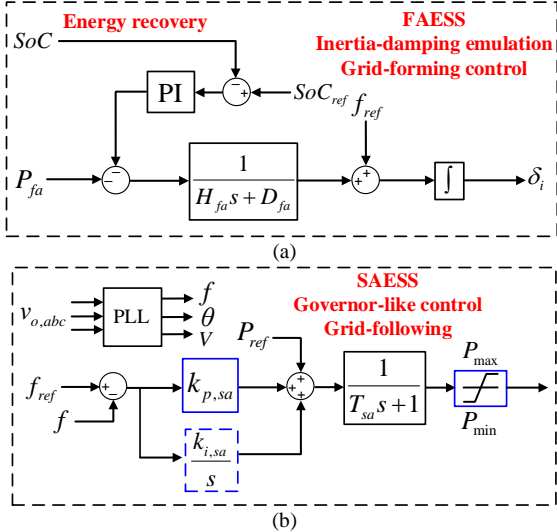 Energy recovery
FAESS
Inertia-damping emulation
Grid-forming control
SoC
PI
− +
SoC_ref
f_ref
P_fa
− −
1
H_fa s + D_fa
+ +
∫
δ_i
(a)
v_o,abc
PLL
f
θ
V
SAESS
Governor-like control
Grid-following
P_ref
f_ref
+ −
f
k_p,sa
k_i,sa
s
+ + +
1
T_sa s + 1
P_max
P_min
(b)